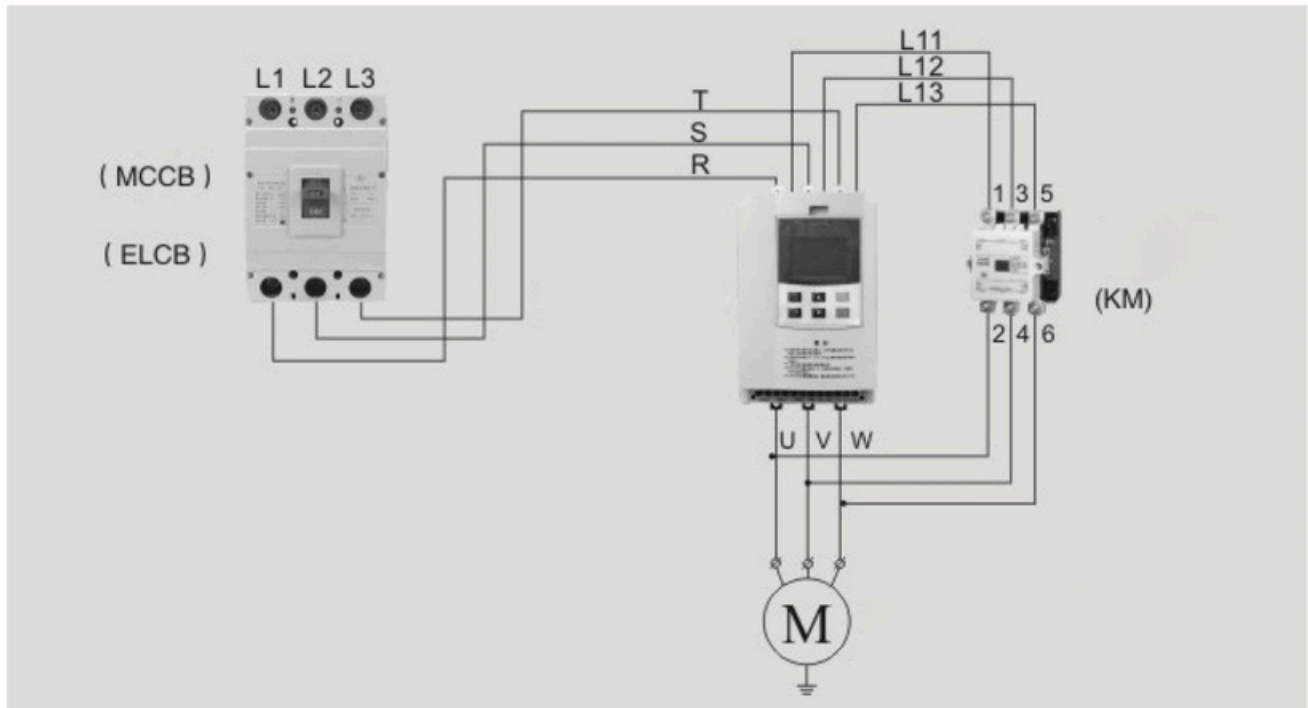 L1 L2 L3
( MCCB )
( ELCB )
T
S
R
L11
L12
L13
1 3 5
(KM)
2 4 6
U V W
M